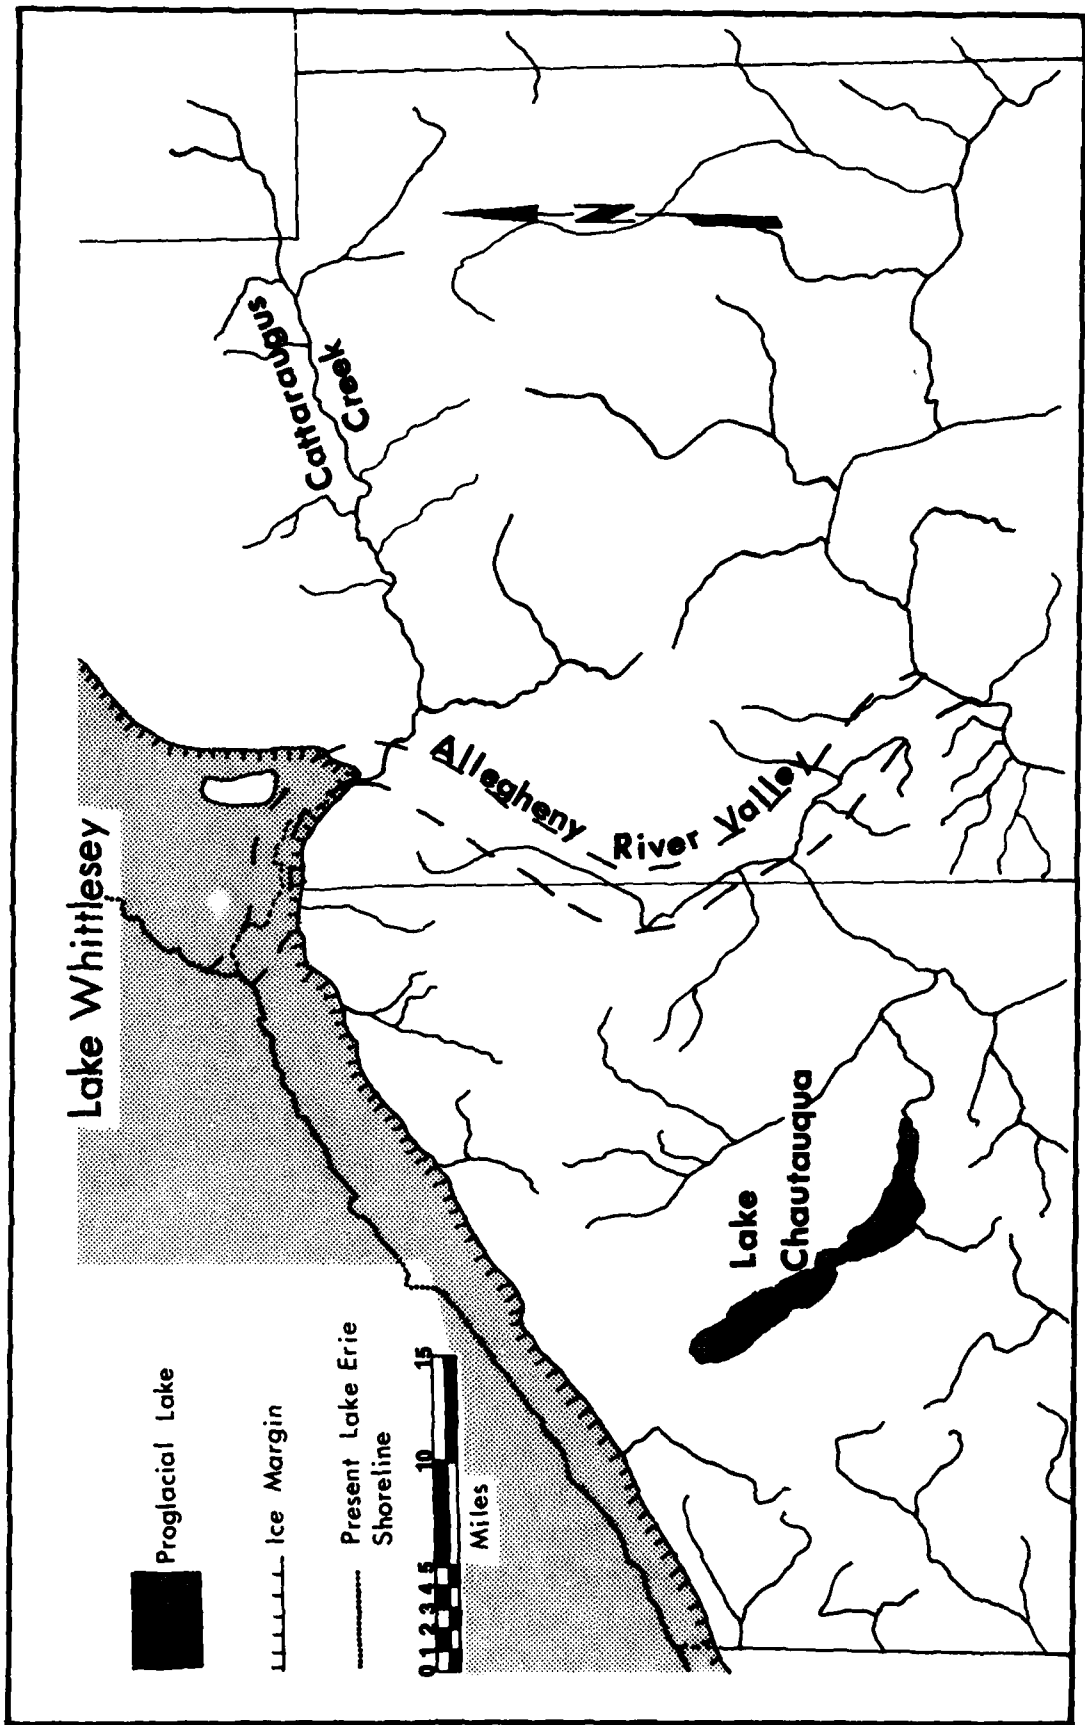 Lake Whittlesey
Cattaraugus
Creek
N
Allegheny
River Valley
Lake
Chautauqua
Proglacial Lake
Ice Margin
Present Lake Erie
Shoreline
0 1 2 3 4 5 10 15
Miles